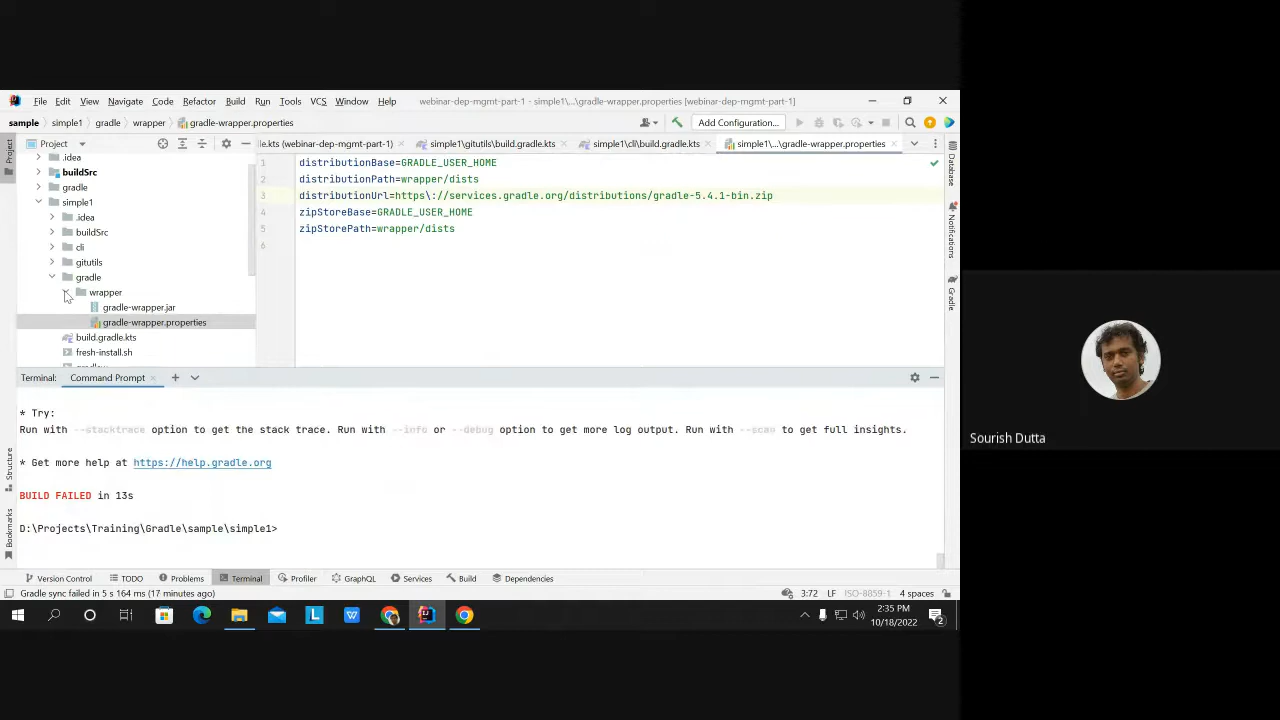 File Edit View Navigate Code Refactor Build Run Tools VCS Window Help webinar-dep-mgmt-part-1 - simple1\...\gradle-wrapper.properties [webinar-dep-mgmt-part-1]
sample simple1 gradle wrapper gradle-wrapper.properties Add Configuration...
Project le.kts (webinar-dep-mgmt-part-1) simple1\gitutils\build.gradle.kts simple1\cli\build.gradle.kts simple1\...\gradle-wrapper.properties
Project
.idea
buildSrc
gradle
simple1
.idea
buildSrc
cli
gitutils
gradle
wrapper
gradle-wrapper.jar
gradle-wrapper.properties
build.gradle.kts
fresh-install.sh
1 distributionBase=GRADLE_USER_HOME
2 distributionPath=wrapper/dists
3 distributionUrl=https\://services.gradle.org/distributions/gradle-5.4.1-bin.zip
4 zipStoreBase=GRADLE_USER_HOME
5 zipStorePath=wrapper/dists
6
Database
Notifications
Gradle
Terminal: Command Prompt
* Try:
Run with --stacktrace option to get the stack trace. Run with --info or --debug option to get more log output. Run with --scan to get full insights.
* Get more help at https://help.gradle.org
BUILD FAILED in 13s
D:\Projects\Training\Gradle\sample\simple1>
Structure
Bookmarks
Version Control TODO Problems Terminal Profiler GraphQL Services Build Dependencies
Gradle sync failed in 5 s 164 ms (17 minutes ago) 3:72 LF ISO-8859-1 4 spaces
2:35 PM
10/18/2022
2
Sourish Dutta